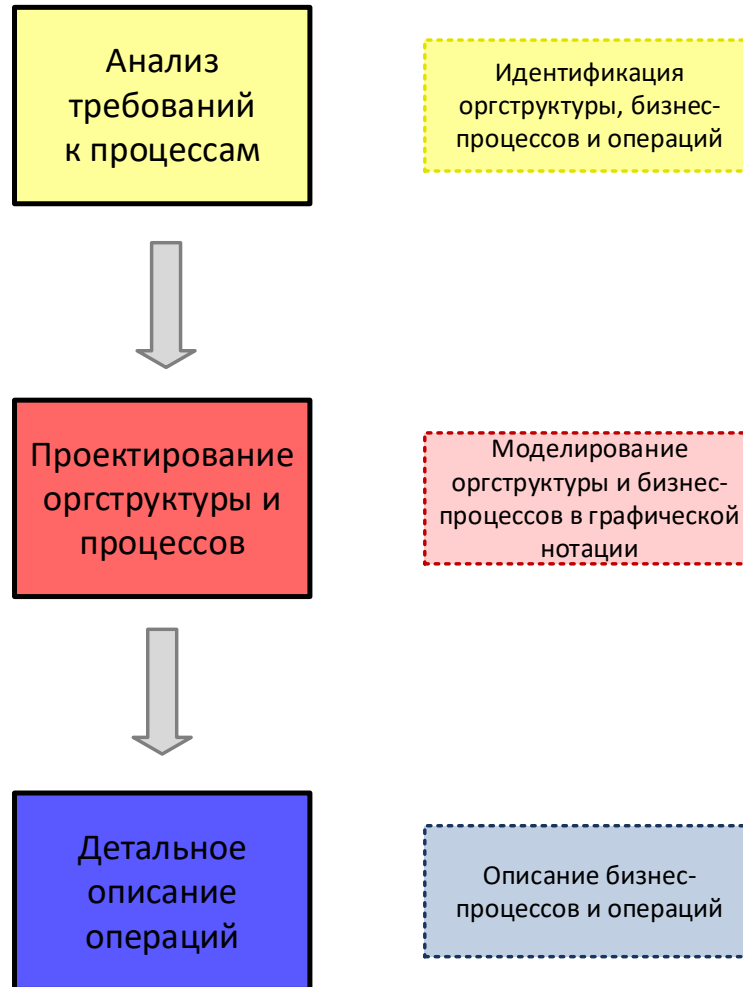 Анализ
требований
к процессам
Идентификация
оргструктуры, бизнес-
процессов и операций
Проектирование
оргструктуры и
процессов
Моделирование
оргструктуры и бизнес-
процессов в графической
нотации
Детальное
описание
операций
Описание бизнес-
процессов и операций